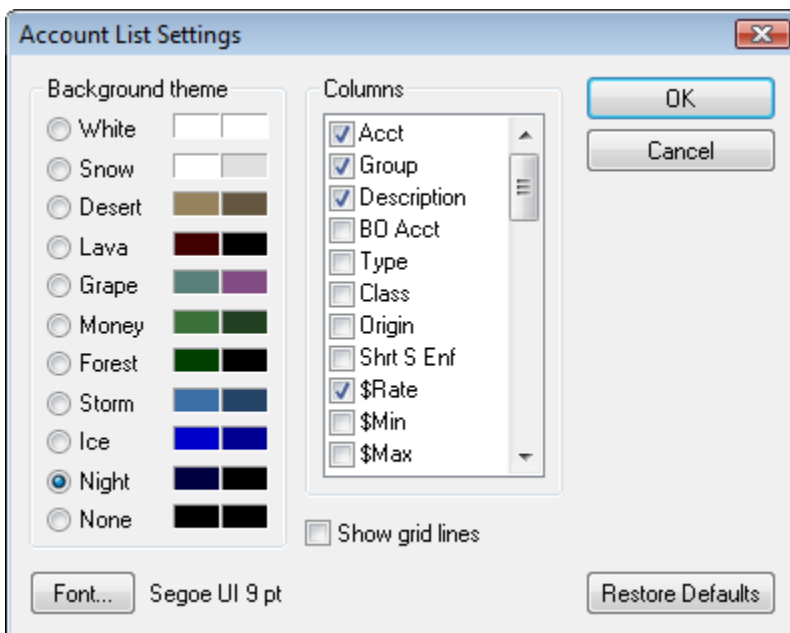 Account List Settings
Background theme
White
Snow
Desert
Lava
Grape
Money
Forest
Storm
Ice
Night
None
Columns
Acct
Group
Description
BO Acct
Type
Class
Origin
Shrt S Enf
$Rate
$Min
$Max
Show grid lines
OK
Cancel
Font... Segoe UI 9 pt
Restore Defaults